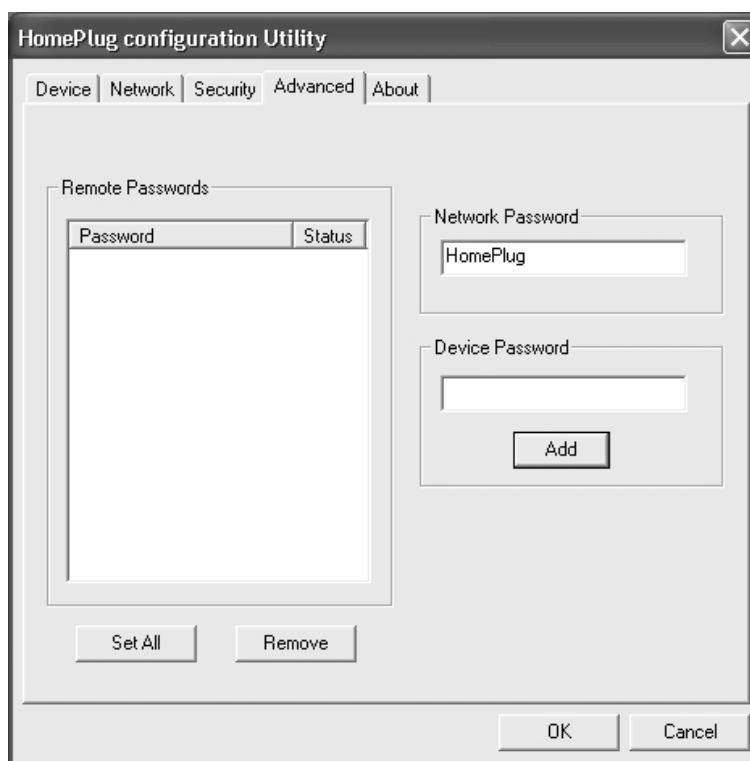 HomePlug configuration Utility
Device Network Security Advanced About
Remote Passwords
Password Status
Network Password
HomePlug
Device Password
Add
Set All Remove
OK Cancel